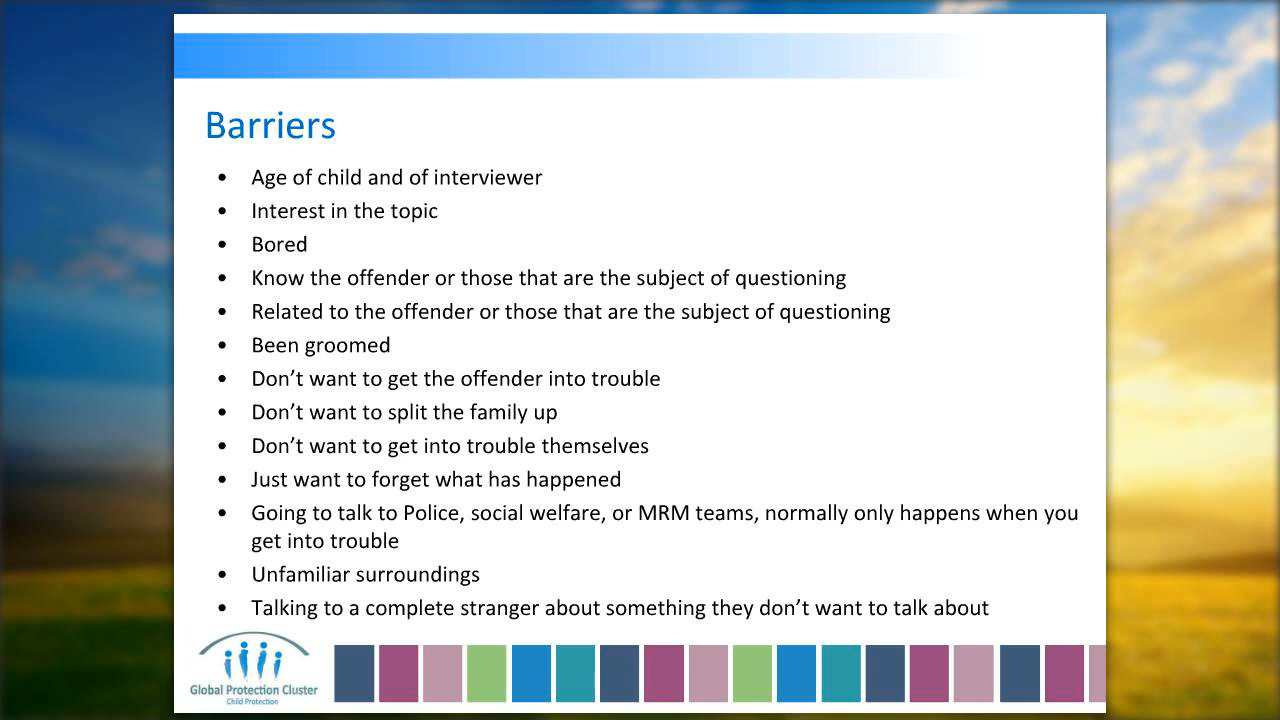 Barriers
• Age of child and of interviewer
• Interest in the topic
• Bored
• Know the offender or those that are the subject of questioning
• Related to the offender or those that are the subject of questioning
• Been groomed
• Don’t want to get the offender into trouble
• Don’t want to split the family up
• Don’t want to get into trouble themselves
• Just want to forget what has happened
• Going to talk to Police, social welfare, or MRM teams, normally only happens when you
get into trouble
• Unfamiliar surroundings
• Talking to a complete stranger about something they don’t want to talk about
Global Protection Cluster
Child Protection